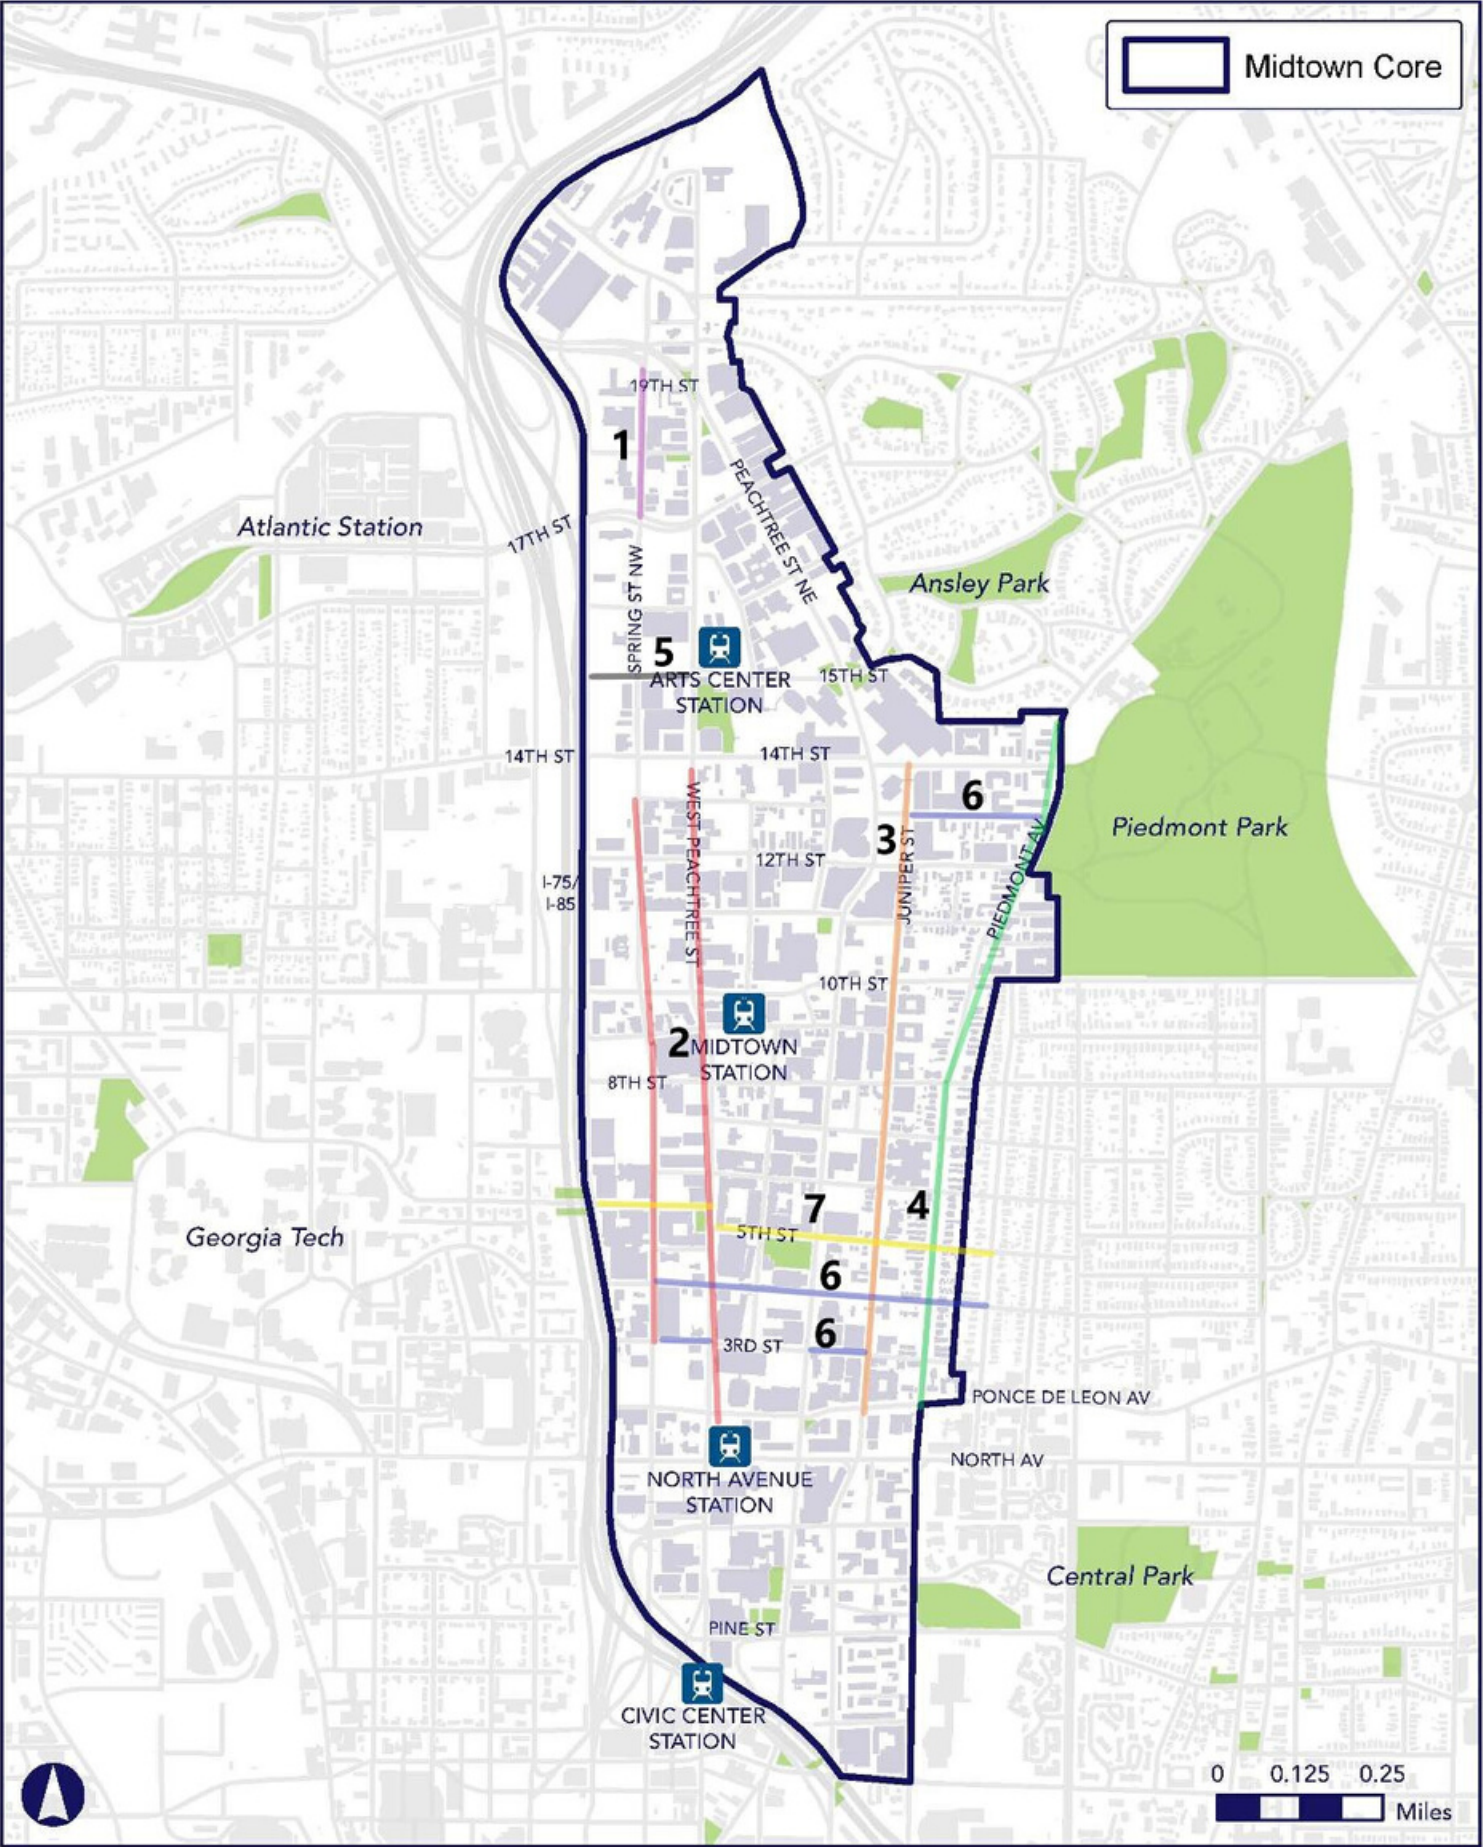 Midtown Core
19TH ST
1
PEACHTREE ST NE
Atlantic Station
17TH ST
SPRING ST NW
Ansley Park
5
ARTS CENTER
STATION
15TH ST
14TH ST
14TH ST
6
WEST PEACHTREE ST
3
JUNIPER ST
PIEDMONT AV
Piedmont Park
12TH ST
I-75/
I-85
10TH ST
2
MIDTOWN
STATION
8TH ST
7
4
5TH ST
Georgia Tech
6
6
3RD ST
PONCE DE LEON AV
NORTH AV
NORTH AVENUE
STATION
Central Park
PINE ST
CIVIC CENTER
STATION
0 0.125 0.25
Miles